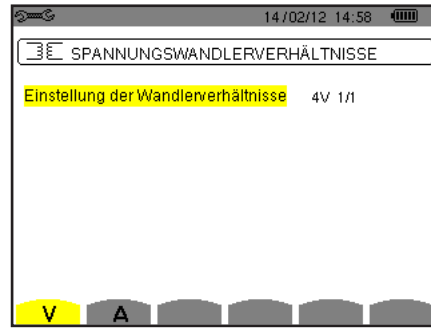 14/02/12 14:58
SPANNUNGSWANDLERVERHÄLTNISSE
Einstellung der Wandlerverhältnisse 4V 1/1
V A